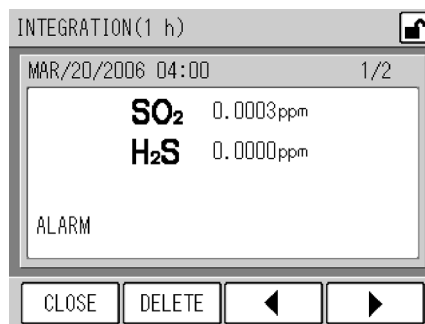 INTEGRATION(1 h)
MAR/20/2006 04:00 1/2
SO₂ 0.0003ppm
H₂S 0.0000ppm
ALARM
CLOSE DELETE ◀ ▶